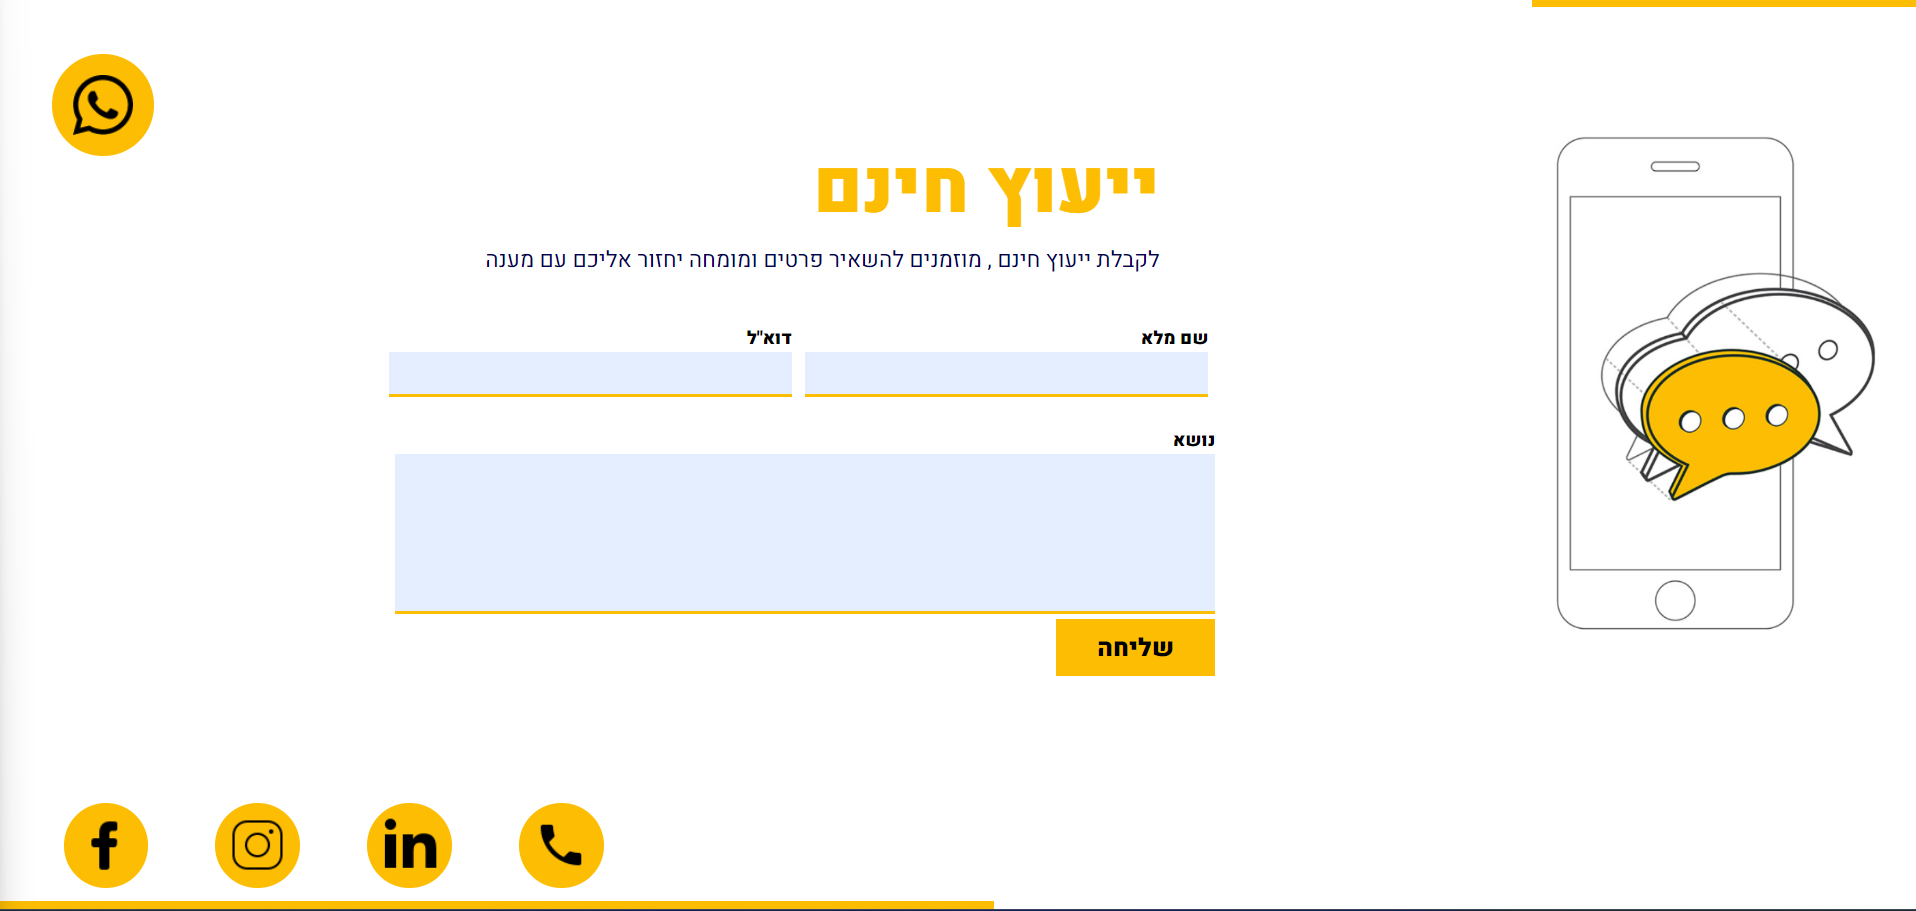 ייעוץ חינם
לקבלת ייעוץ חינם , מוזמנים להשאיר פרטים ומומחה יחזור אליכם עם מענה
שם מלא
דוא"ל
נושא
שליחה